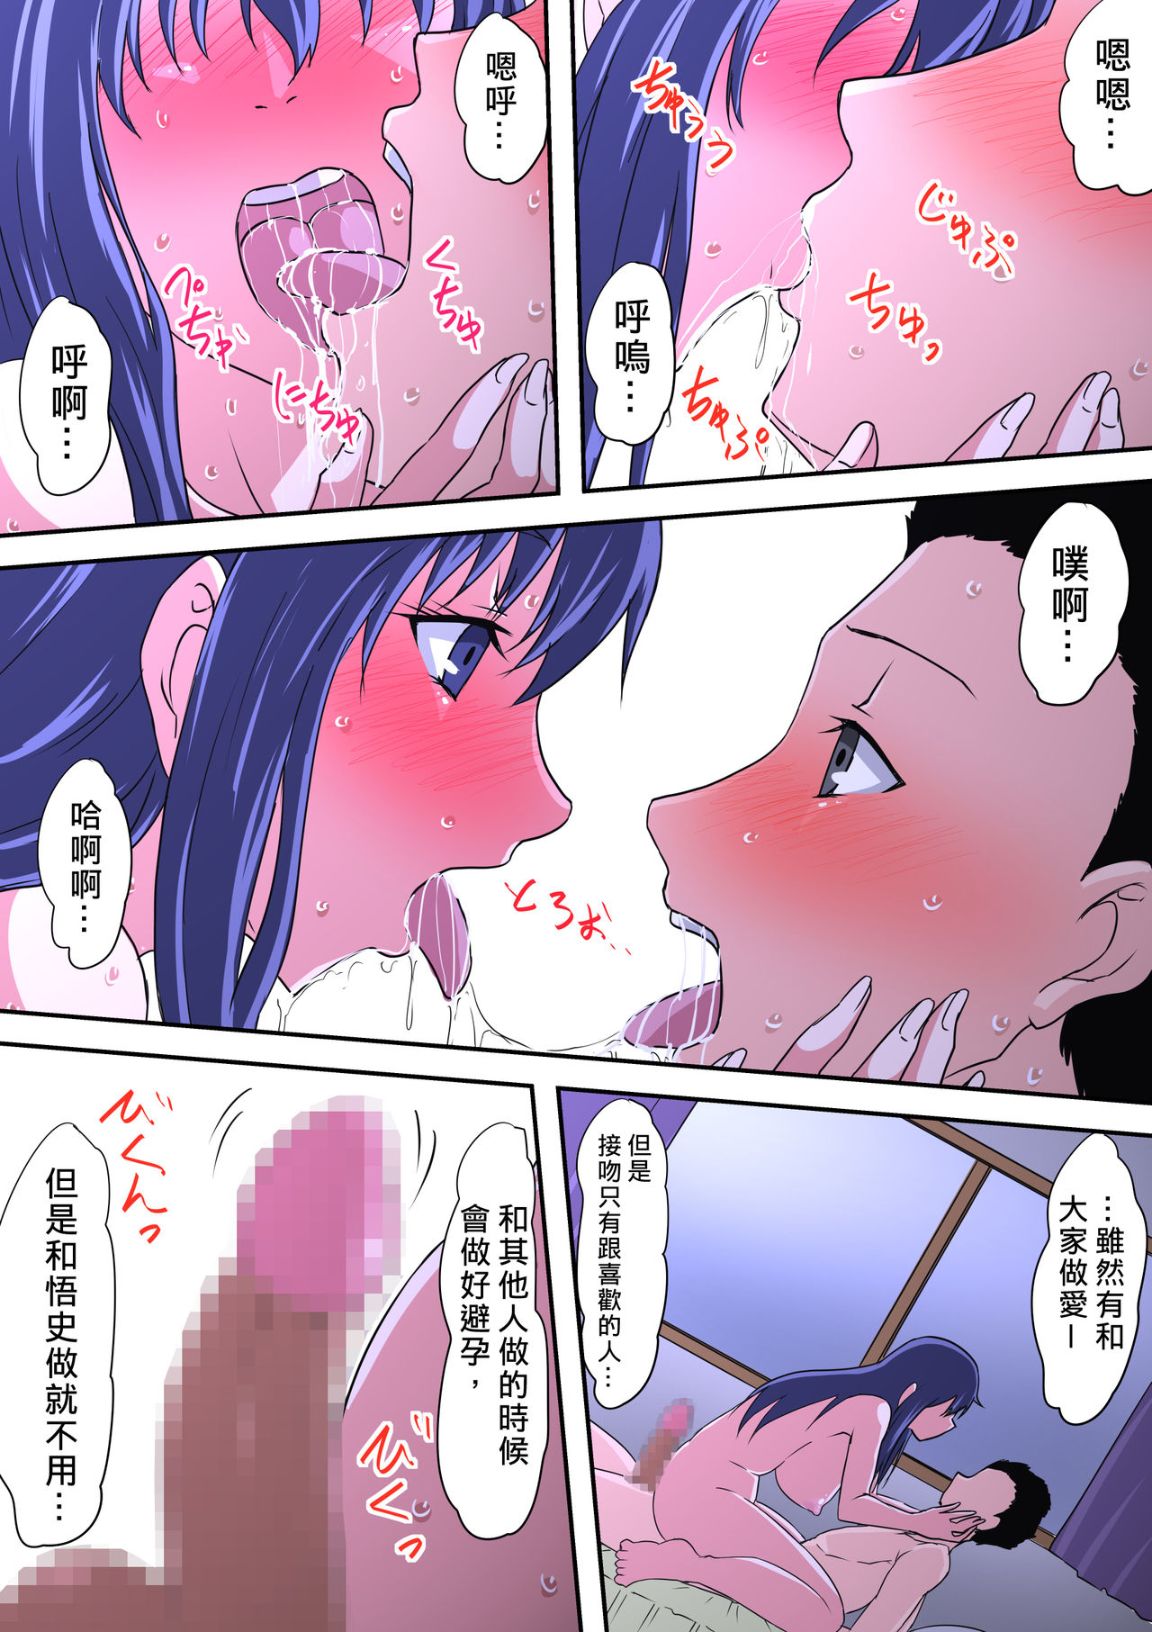 嗯嗯…
ちゅうう
じゅぷ
ちゅっ
呼嗚…
ちゅぷ
嗯呼…
くちゅ
ぺちゅ
にちゅ
呼啊…
噗啊…
とろぉ…
哈啊啊…
…雖然有和
大家做愛ー
但是
接吻只有跟喜歡的人…
和其他人做的時候
會做好避孕，
びくっ
びくんっ
但是和悟史做就不用…